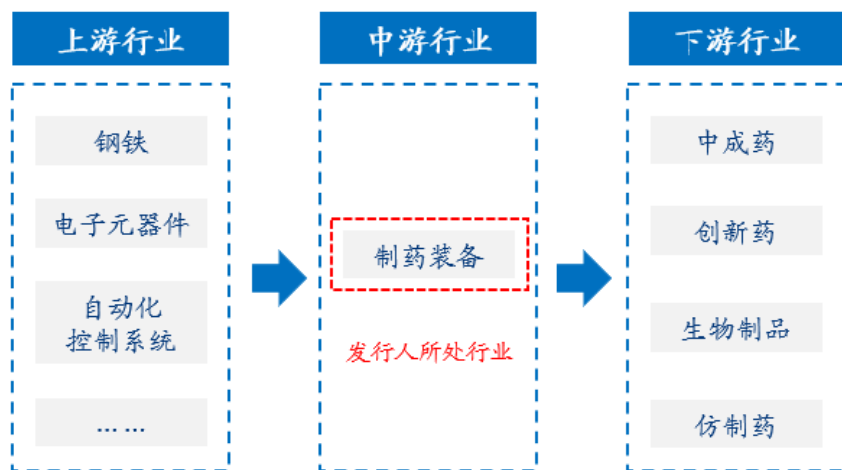 上游行业
中游行业
下游行业
钢铁
电子元器件
自动化
控制系统
... ...
制药装备
发行人所处行业
中成药
创新药
生物制品
仿制药